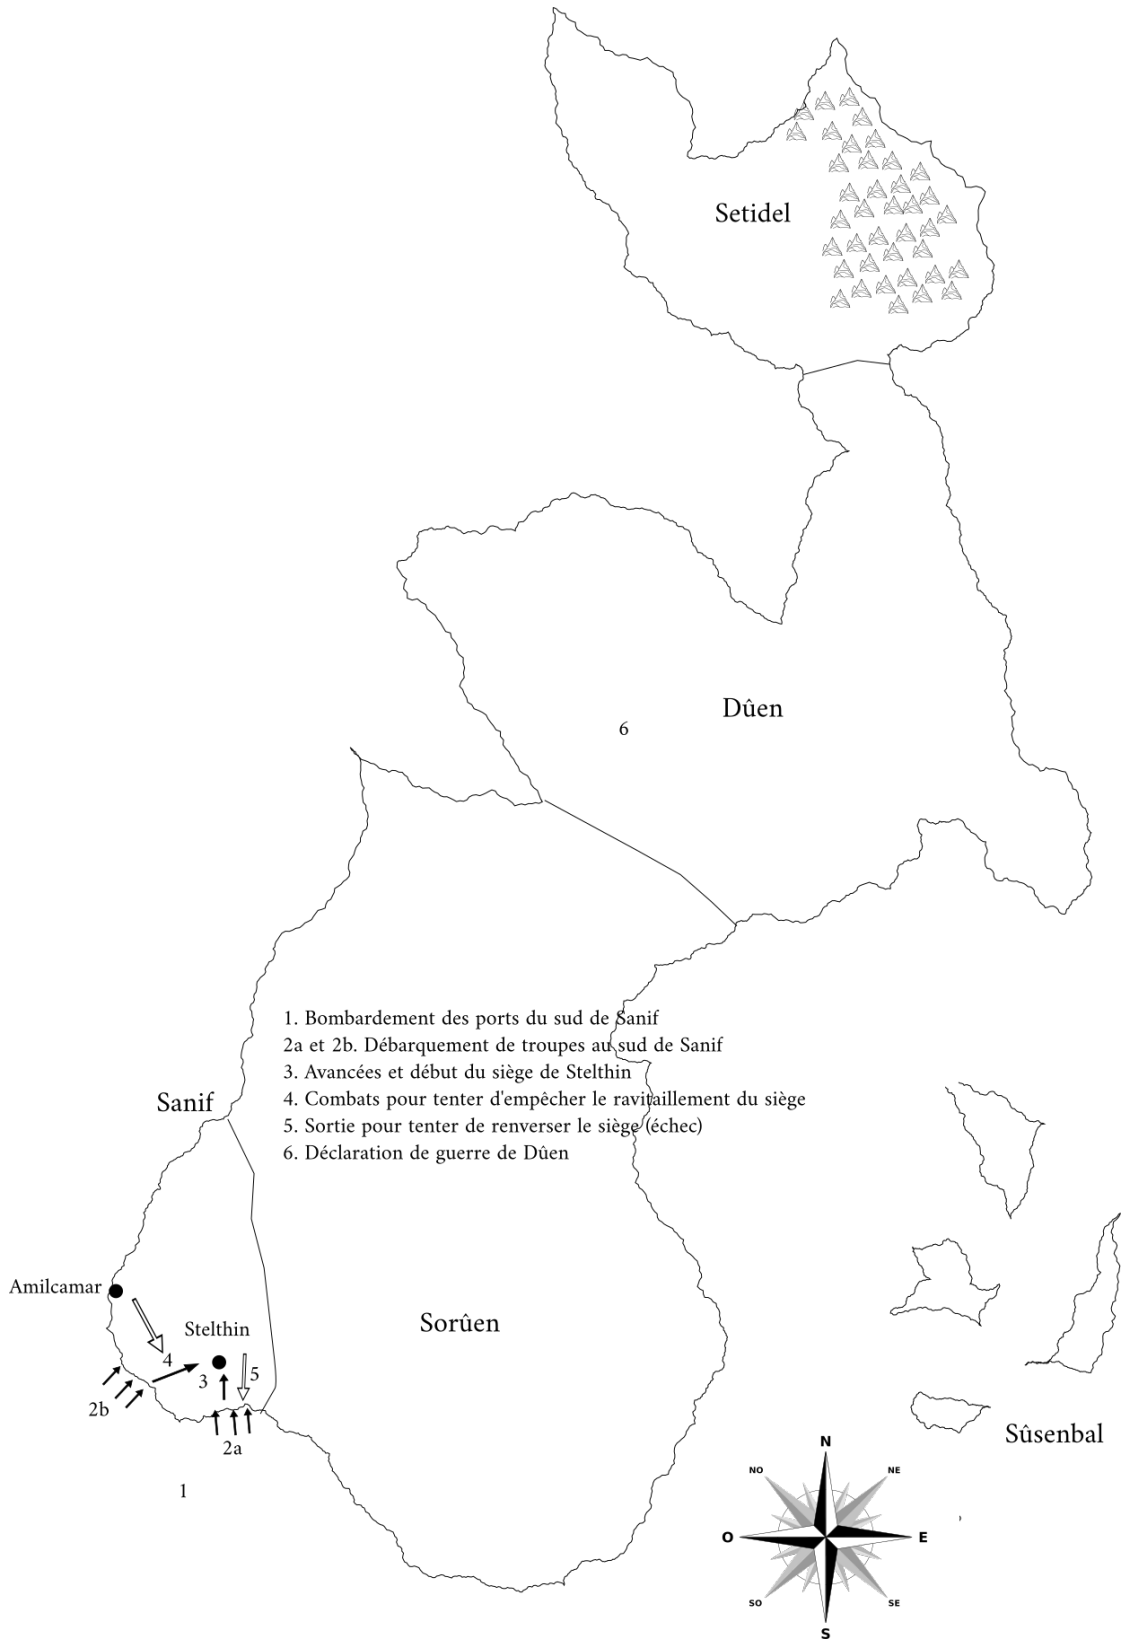 Setidel
Dûen
6
1. Bombardement des ports du sud de Sanif
2a et 2b. Débarquement de troupes au sud de Sanif
3. Avancées et début du siège de Stelthin
4. Combats pour tenter d'empêcher le ravitaillement du siège
5. Sortie pour tenter de renverser le siège (échec)
6. Déclaration de guerre de Dûen
Sanif
Amilcamar
Stelthin
Sorûen
4
3
5
2b
2a
1
Sûsenbal
N
NO
NE
O
E
SO
SE
S